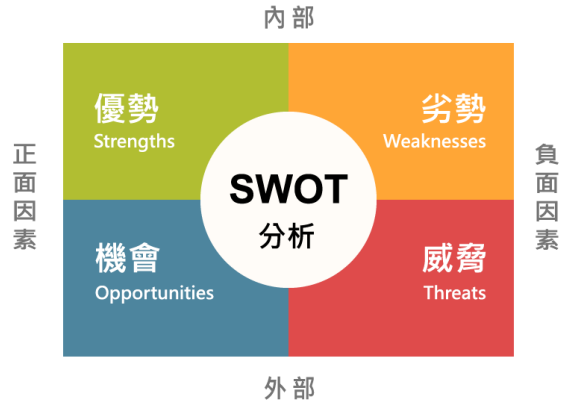 內部
優勢
Strengths
劣勢
Weaknesses
正面因素
SWOT
分析
負面因素
機會
Opportunities
威脅
Threats
外部